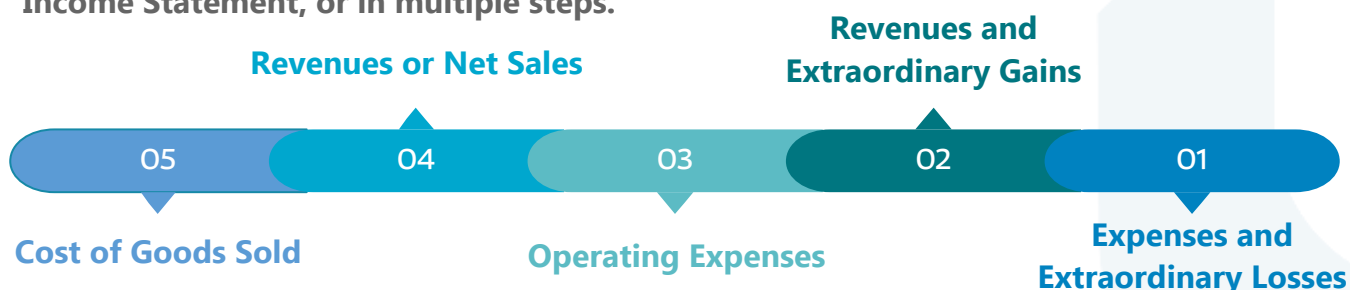 Income Statement, or in multiple steps.
Revenues and
Extraordinary Gains
Revenues or Net Sales
05
04
03
02
01
Cost of Goods Sold
Operating Expenses
Expenses and
Extraordinary Losses